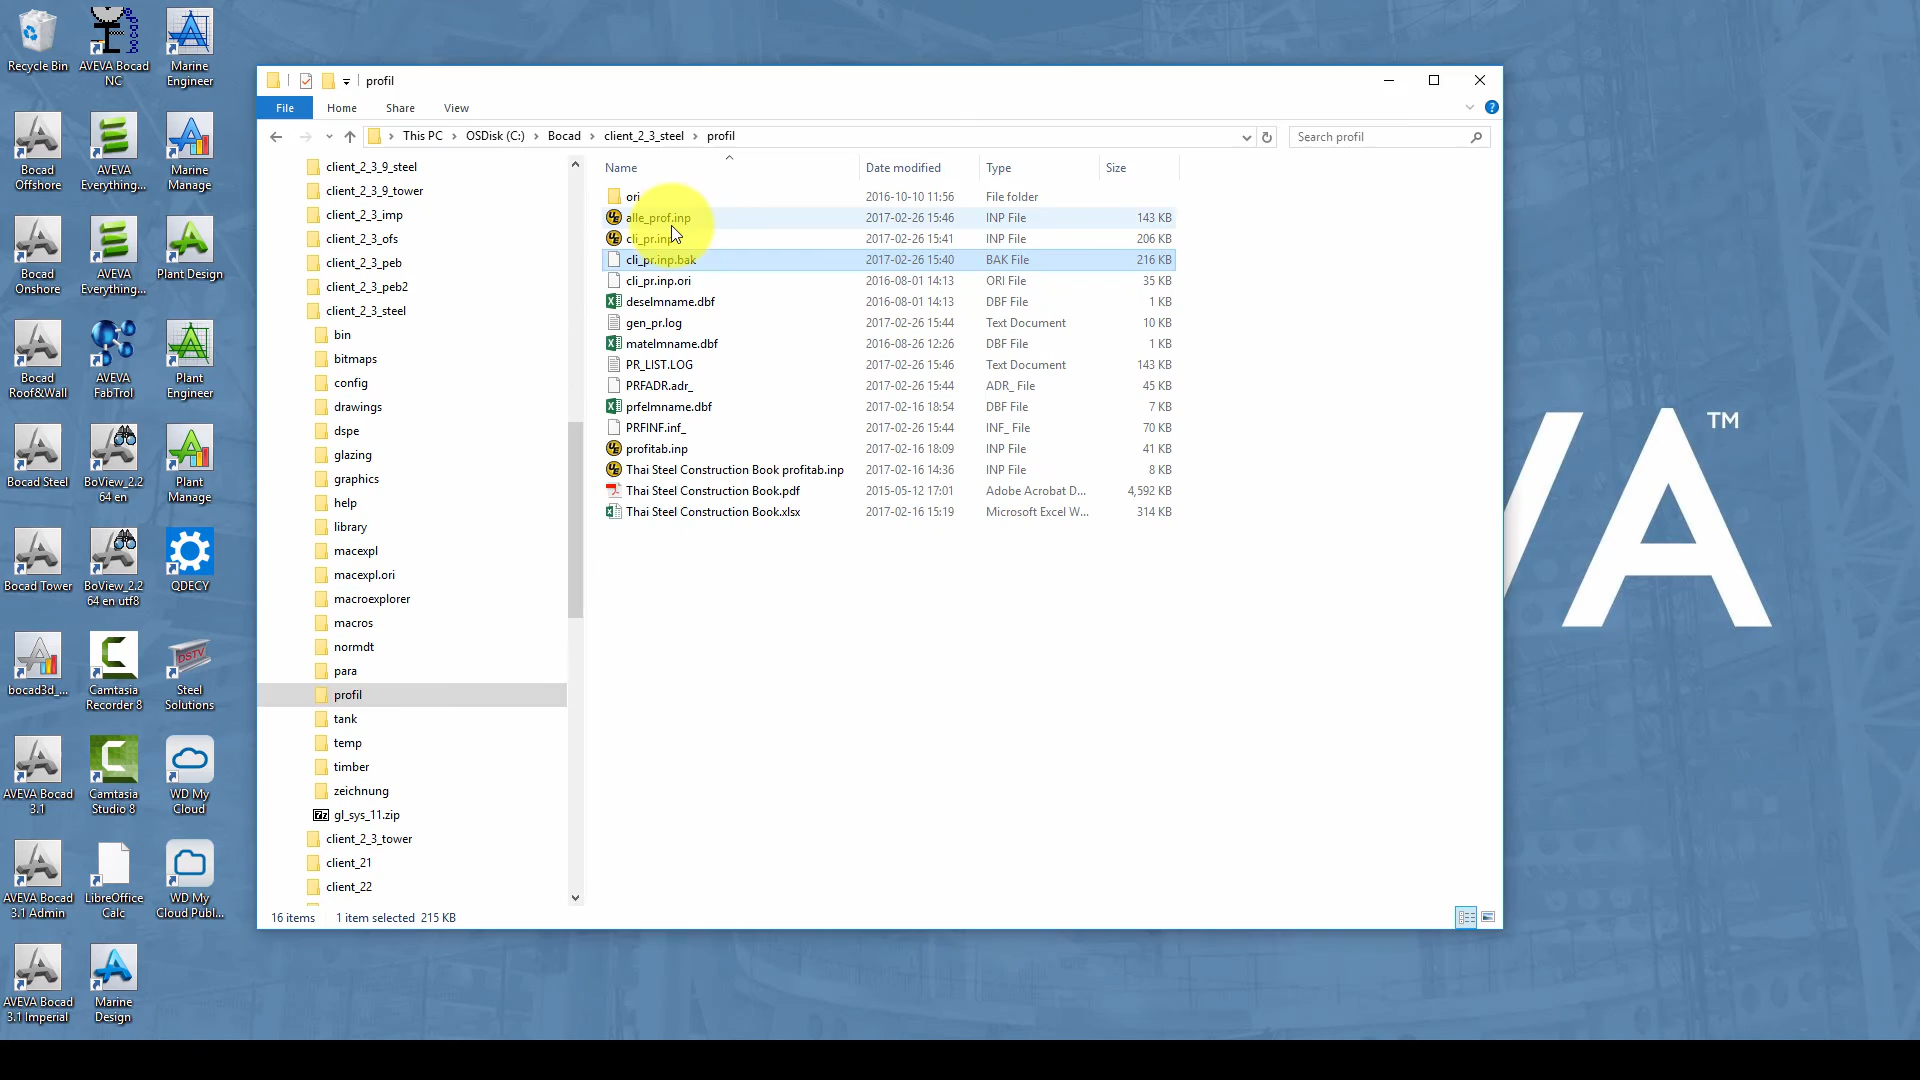 Recycle Bin
AVEVA Bocad
NC
Marine
Engineer
Bocad
Offshore
AVEVA
Everything...
Marine
Manage
Bocad
Onshore
AVEVA
Everything...
Plant Design
Bocad
Roof&Wall
AVEVA
FabTrol
Plant
Engineer
Bocad Steel
BoView_2.2
64 en
Plant
Manage
Bocad Tower
BoView_2.2
64 en utf8
QDECY
bocad3d_...
Camtasia
Recorder 8
DSTV
Steel
Solutions
AVEVA Bocad
3.1
Camtasia
Studio 8
WD My
Cloud
AVEVA Bocad
3.1 Admin
LibreOffice
Calc
WD My
Cloud Publ...
AVEVA Bocad
3.1 Imperial
Marine
Design
profil
File Home Share View
This PC > OSDisk (C:) > Bocad > client_2_3_steel > profil
Search profil
client_2_3_9_steel
client_2_3_9_tower
client_2_3_imp
client_2_3_ofs
client_2_3_peb
client_2_3_peb2
client_2_3_steel
bin
bitmaps
config
drawings
dspe
glazing
graphics
help
library
macexpl
macexpl.ori
macroexplorer
macros
normdt
para
profil
tank
temp
timber
zeichnung
gl_sys_11.zip
client_2_3_tower
client_21
client_22
Name Date modified Type Size
ori 2016-10-10 11:56 File folder
alle_prof.inp 2017-02-26 15:46 INP File 143 KB
cli_pr.inp 2017-02-26 15:41 INP File 206 KB
cli_pr.inp.bak 2017-02-26 15:40 BAK File 216 KB
cli_pr.inp.ori 2016-08-01 14:13 ORI File 35 KB
deselmname.dbf 2016-08-01 14:13 DBF File 1 KB
gen_pr.log 2017-02-26 15:44 Text Document 10 KB
matelmname.dbf 2016-08-26 12:26 DBF File 1 KB
PR_LIST.LOG 2017-02-26 15:46 Text Document 143 KB
PRFADR.adr_ 2017-02-26 15:44 ADR_ File 45 KB
prfelmname.dbf 2017-02-16 18:54 DBF File 7 KB
PRFINF.inf_ 2017-02-26 15:44 INF_ File 70 KB
profitab.inp 2017-02-16 18:09 INP File 41 KB
Thai Steel Construction Book profitab.inp 2017-02-16 14:36 INP File 8 KB
Thai Steel Construction Book.pdf 2015-05-12 17:01 Adobe Acrobat D... 4,592 KB
Thai Steel Construction Book.xlsx 2017-02-16 15:19 Microsoft Excel W... 314 KB
16 items 1 item selected 215 KB
VA
TM